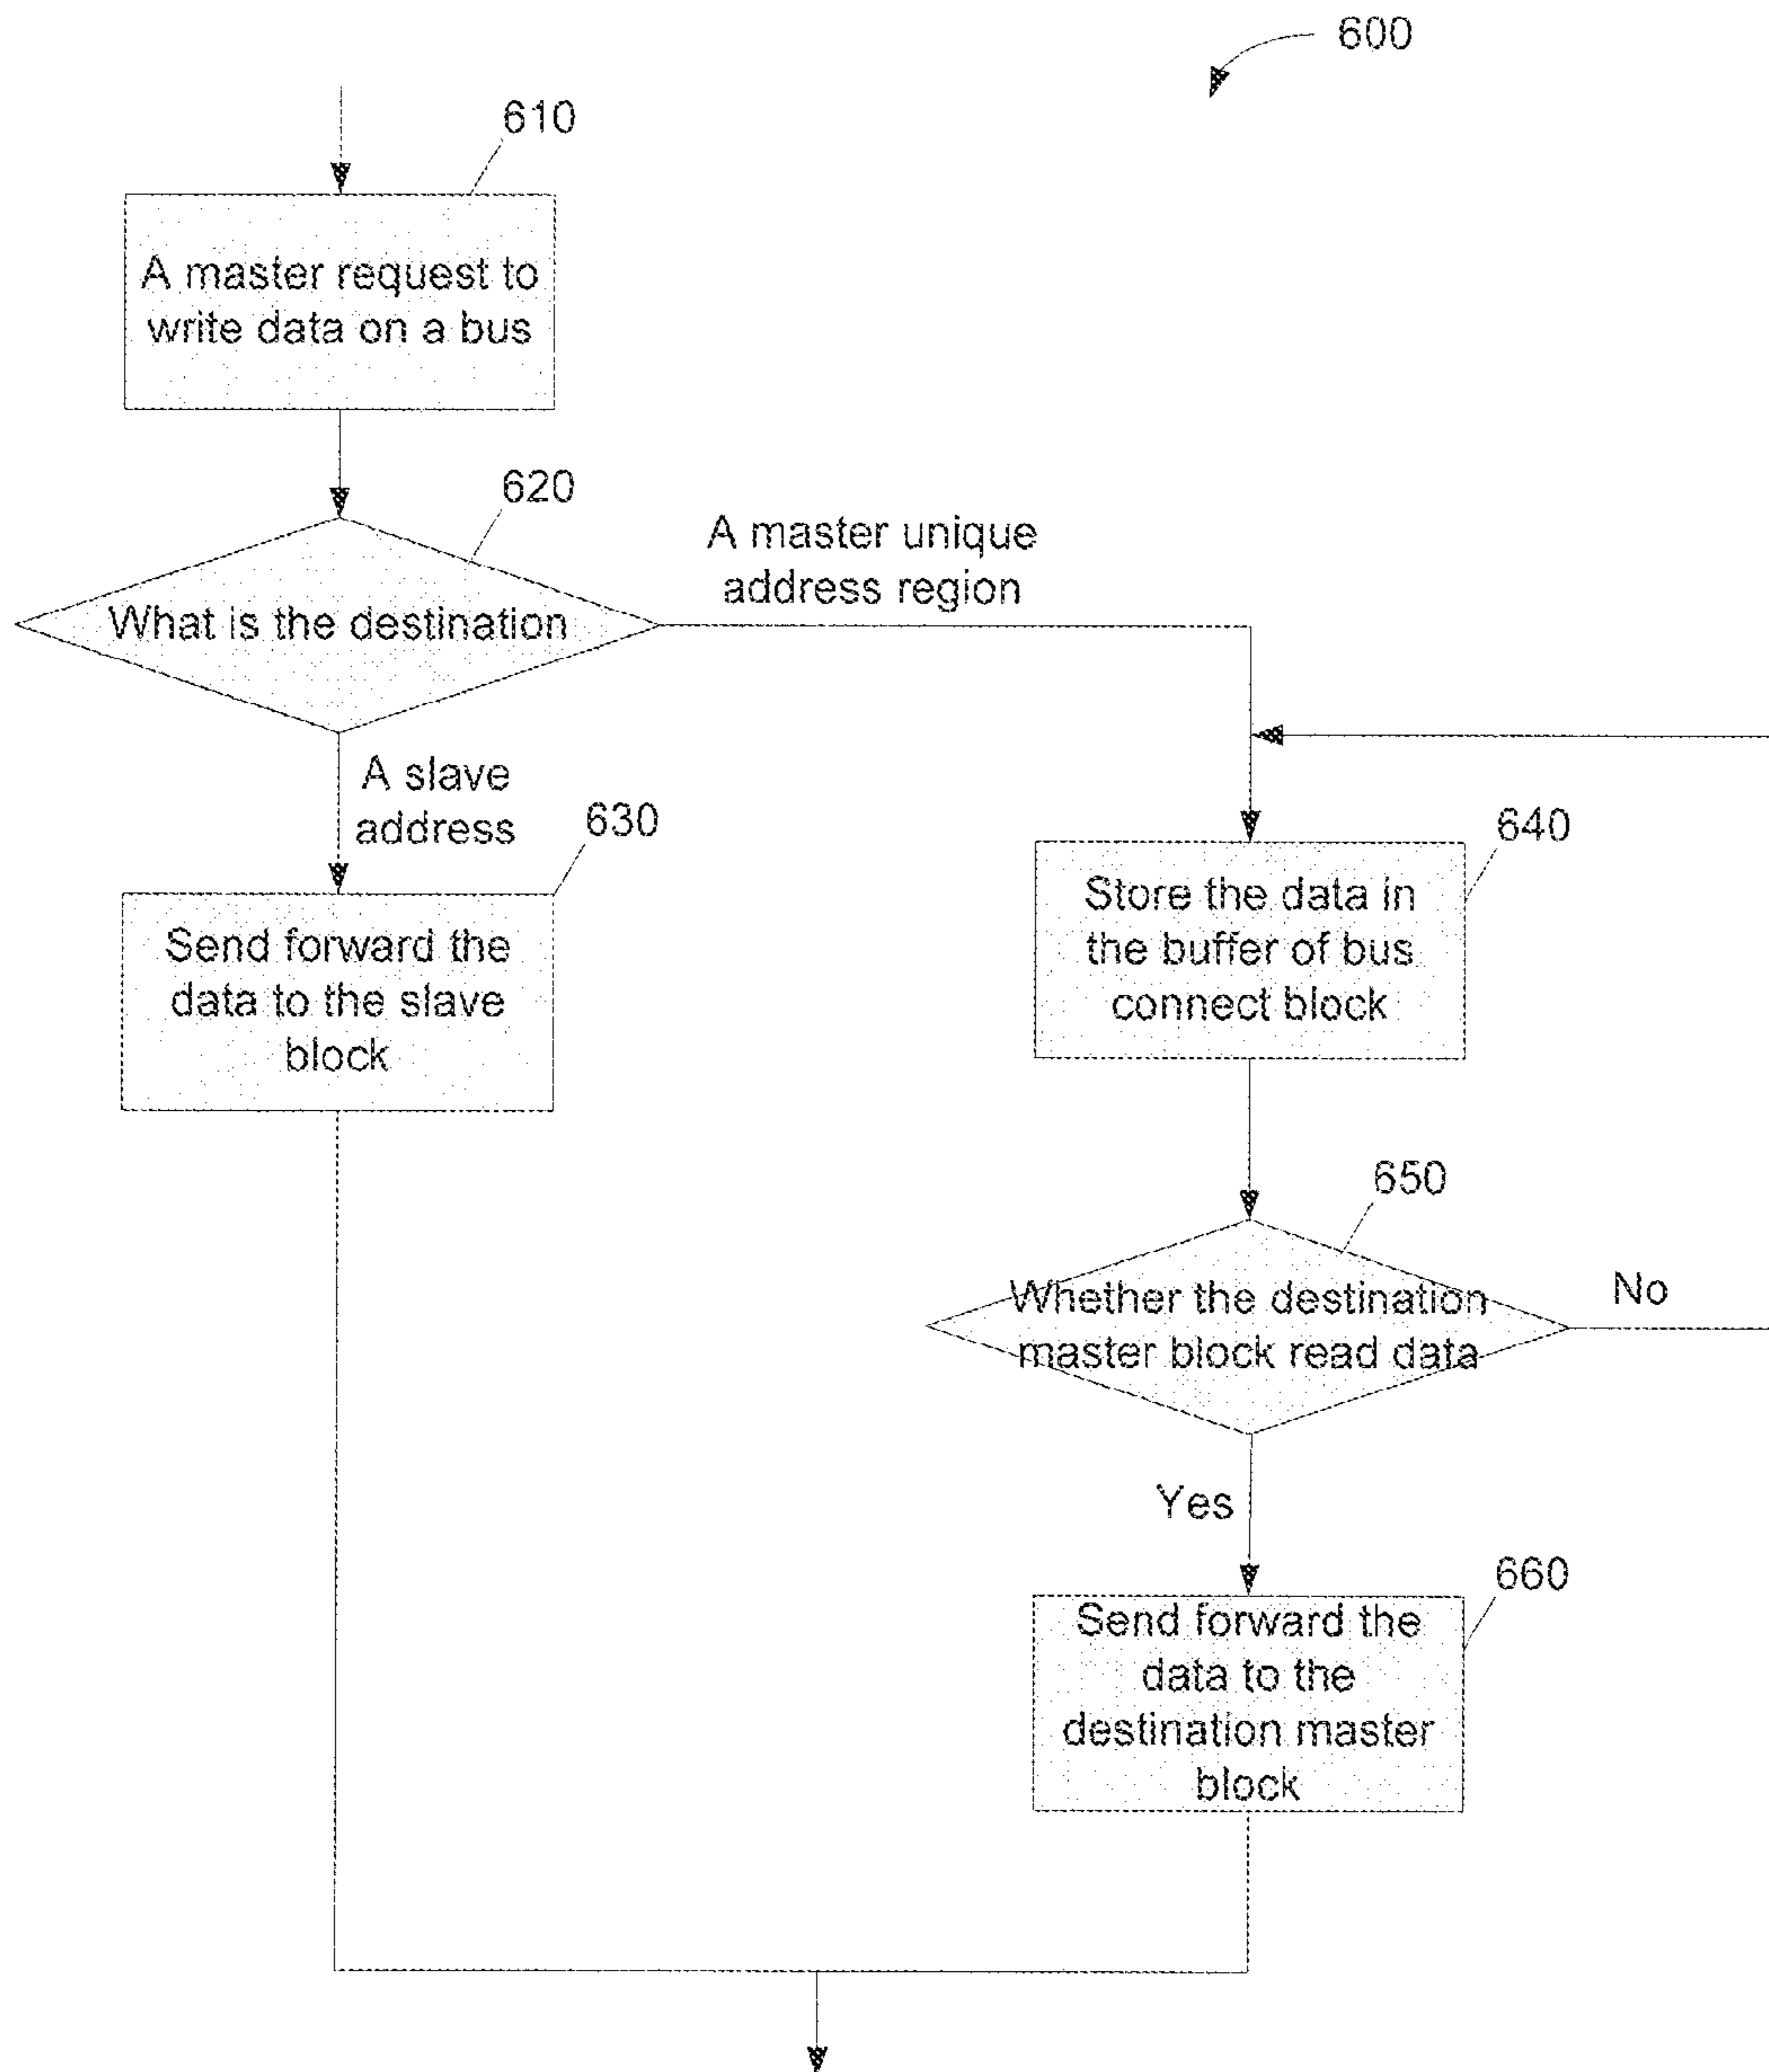 600
610
A master request to
write data on a bus
620
What is the destination
A master unique
address region
A slave
address
630
Send forward the
data to the slave
block
640
Store the data in
the buffer of bus
connect block
650
Whether the destination
master block read data
No
Yes
660
Send forward the
data to the
destination master
block